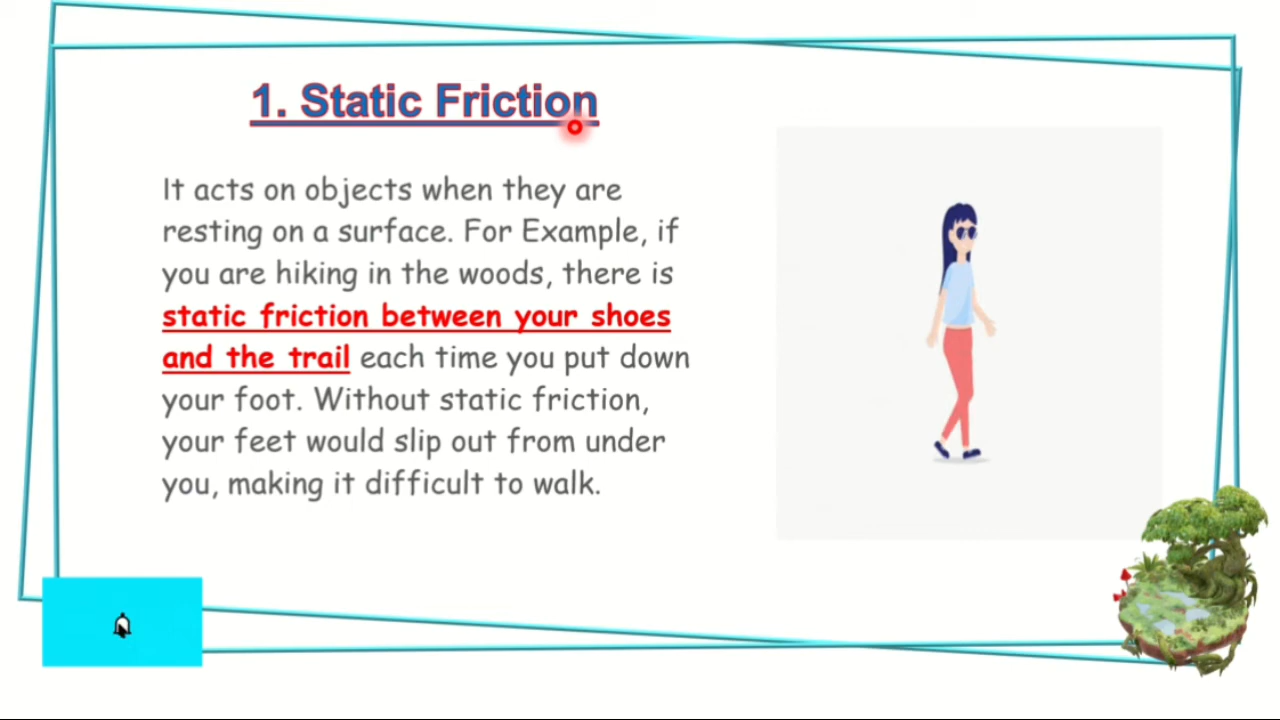 1. Static Friction
It acts on objects when they are
resting on a surface. For Example, if
you are hiking in the woods, there is
static friction between your shoes
and the trail each time you put down
your foot. Without static friction,
your feet would slip out from under
you, making it difficult to walk.